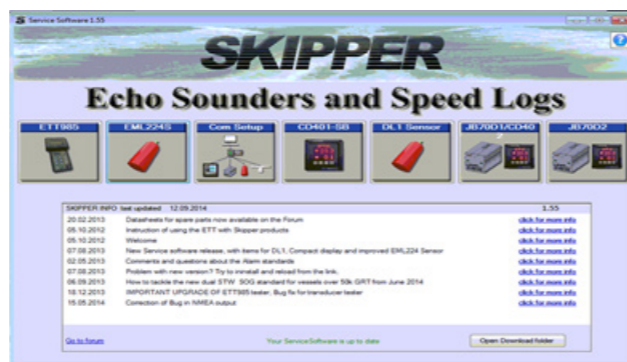 Service Software 1.55
SKIPPER
Echo Sounders and Speed Logs
ETT985
EML224S
Com Setup
CD401-SB
DL1 Sensor
JB70D1/CD40
2
JB70D2
SKIPPER INFO last updated 12.09.2014 1.55
20.02.2013 Datasheets for spare parts now available on the Forum click for more info
05.10.2012 Instruction of using the ETT with Skipper products click for more info
05.10.2012 Welcome click for more info
07.08.2013 New Service software release, with items for DL1, Compact display and improved EML224 Sensor click for more info
02.05.2013 Comments and questions about the Alarm standards click for more info
07.08.2013 Problem with new version? Try to ininstall and reload from the link. click for more info
06.09.2013 How to tackle the new dual STW SOG standard for vessels over 50k GRT from June 2014 click for more info
18.12.2013 IMPORTANT UPGRADE OF ETT985 tester, Bug fix for transducer tester click for more info
15.05.2014 Correction of Bug in NMEA output click for more info
Go to forum Your ServiceSoftware is up to date Open Download folder